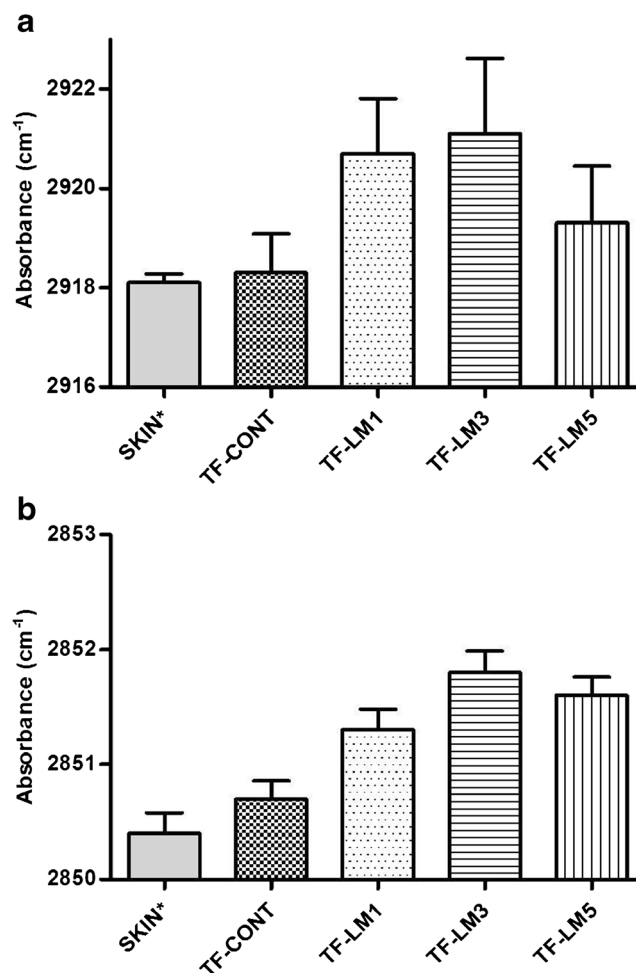 a
Absorbance (cm⁻¹)
2922
2920
2918
2916
SKIN*
TF-CONT
TF-LM1
TF-LM3
TF-LM5
b
Absorbance (cm⁻¹)
2853
2852
2851
2850
SKIN*
TF-CONT
TF-LM1
TF-LM3
TF-LM5